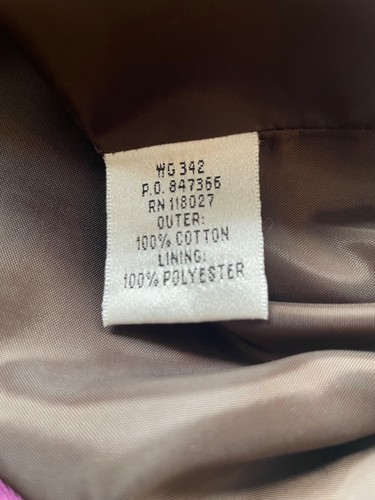 WG 342
P.O. 847366
RN 118027
OUTER:
100% COTTON
LINING:
100% POLYESTER